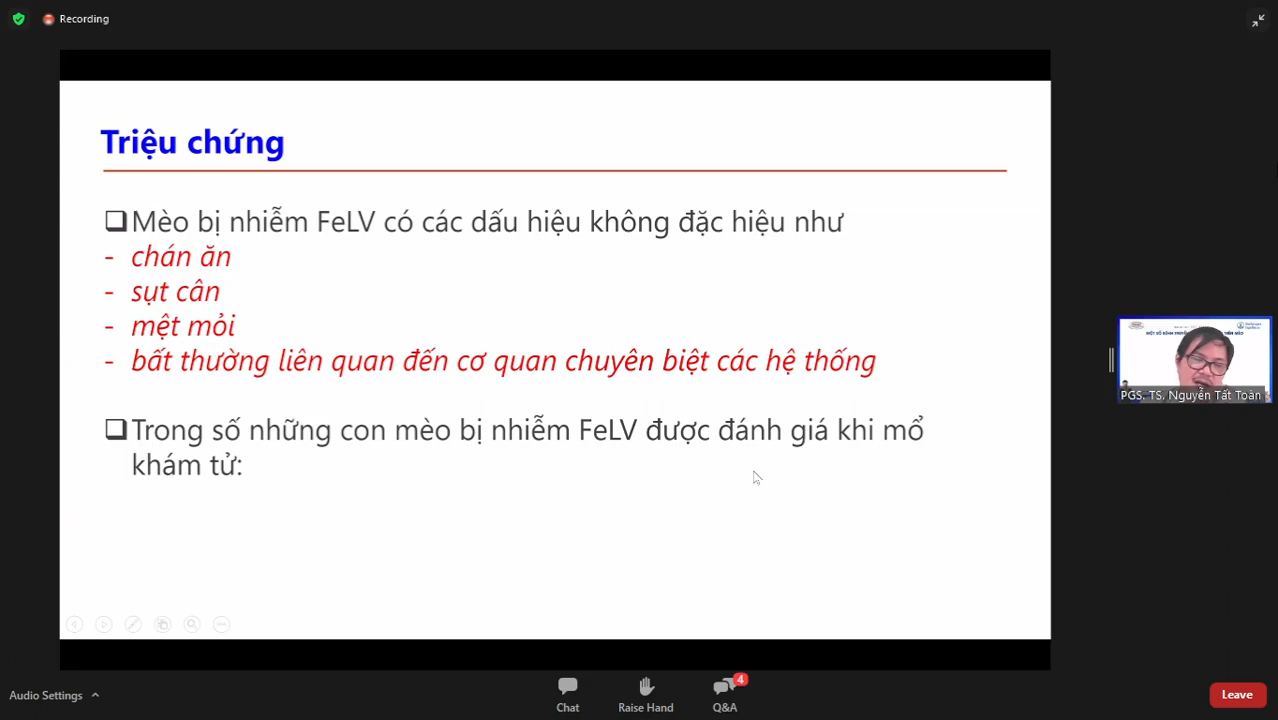 Recording
Triệu chứng
❑Mèo bị nhiễm FeLV có các dấu hiệu không đặc hiệu như
- chán ăn
- sụt cân
- mệt mỏi
- bất thường liên quan đến cơ quan chuyên biệt các hệ thống
❑Trong số những con mèo bị nhiễm FeLV được đánh giá khi mổ
khám tử:
PGS. TS. Nguyễn Tất Toàn
Audio Settings
Chat
Raise Hand
4
Q&A
Leave